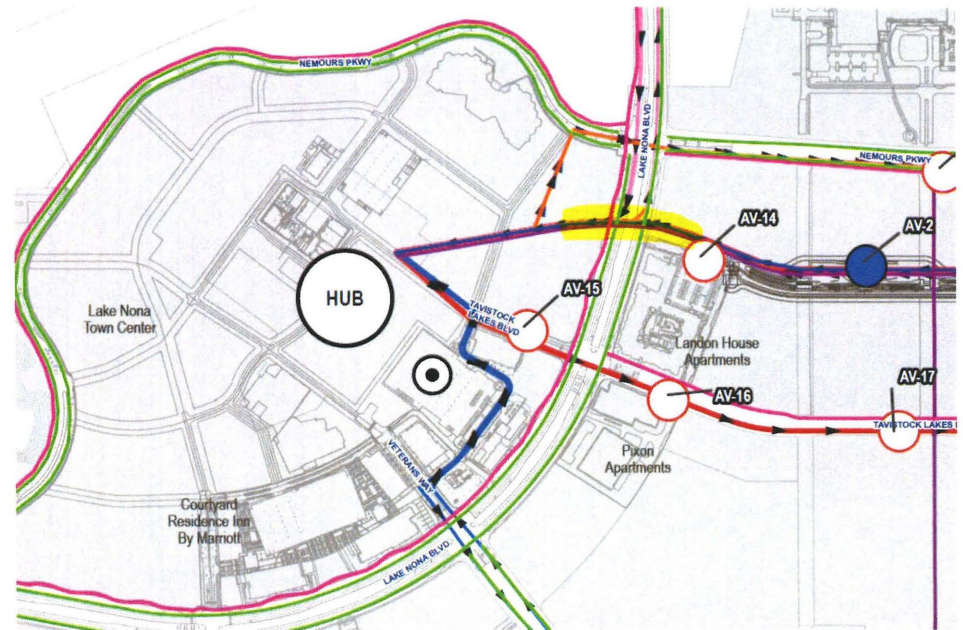 NEMOURS PKWY
LAKE NONA BLVD
NEMOURS PKWY
AV-14
AV-2
HUB
AV-15
TAVISTOCK
LAKES BLVD
Lake Nona
Town Center
Landon House
Apartments
AV-17
AV-16
TAVISTOCK LAKES
VETERANS WAY
Pixon
Apartments
Courtyard
Residence Inn
By Marriott
LAKE NONA BLVD